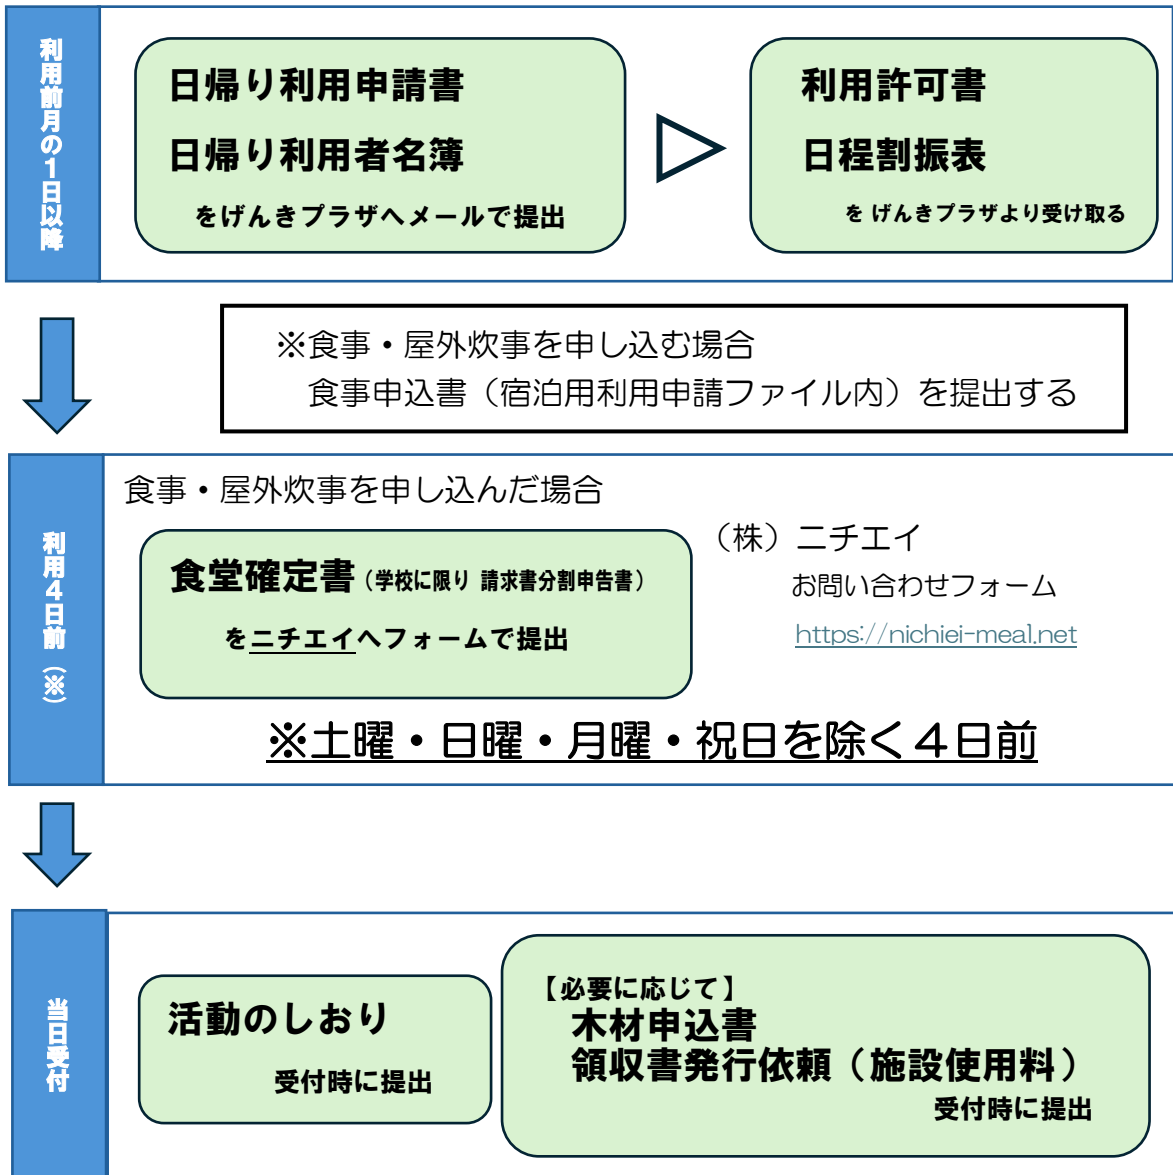 利用前月の1日以降
日帰り利用申請書
日帰り利用者名簿
をげんきプラザへメールで提出
利用許可書
日程割振表
を げんきプラザより受け取る
※食事・屋外炊事を申し込む場合
食事申込書（宿泊用利用申請ファイル内）を提出する
利用４日前（※）
食事・屋外炊事を申し込んだ場合
食堂確定書（学校に限り 請求書分割申告書）
をニチエイへフォームで提出
（株）ニチエイ
お問い合わせフォーム
https://nichiei-meal.net
※土曜・日曜・月曜・祝日を除く４日前
当日受付
活動のしおり
受付時に提出
【必要に応じて】
木材申込書
領収書発行依頼（施設使用料）
受付時に提出